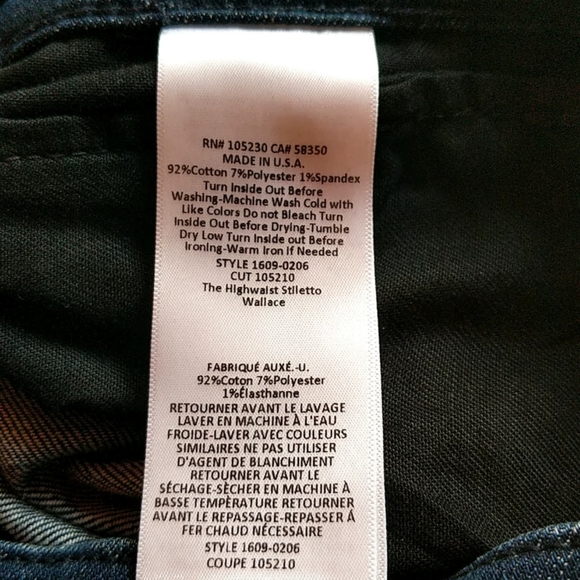 RN# 105230 CA# 58350
MADE IN U.S.A.
92%Cotton 7%Polyester 1%Spandex
Turn Inside Out Before
Washing-Machine Wash Cold with
Like Colors Do not Bleach Turn
Inside Out Before Drying-Tumble
Dry Low Turn Inside out Before
Ironing-Warm Iron If Needed
STYLE 1609-0206
CUT 105210
The Highwaist Stiletto
Wallace
FABRIQUÉ AUXÉ.-U.
92%Coton 7%Polyester
1%Élasthanne
RETOURNER AVANT LE LAVAGE
LAVER EN MACHINE À L'EAU
FROIDE-LAVER AVEC COULEURS
SIMILAIRES NE PAS UTILISER
D'AGENT DE BLANCHIMENT
RETOURNER AVANT LE
SÉCHAGE-SÈCHER EN MACHINE À
BASSE TEMPÈRATURE RETOURNER
AVANT LE REPASSAGE-REPASSER Á
FER CHAUD NÉCESSAIRE
STYLE 1609-0206
COUPE 105210